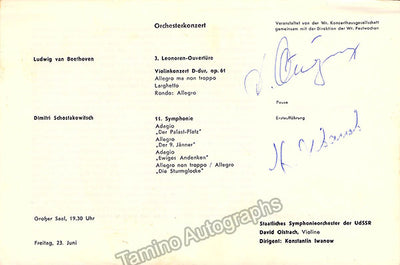 Orchesterkonzert
Veranstaltet von der Wr. Konzerthausgesellschaft
gemeinsam mit der Direktion der Wr. Festwochen
Ludwig van Beethoven
3. Leonoren-Ouvertüre
Violinkonzert D-dur, op. 61
Allegro ma non troppo
Larghetto
Rondo: Allegro
Pause
Dimitri Schostakowitsch
11. Symphonie
Erstaufführung
Adagio
„Der Palast-Platz"
Allegro
„Der 9. Jänner"
Adagio
„Ewiges Andenken"
Allegro non troppo / Allegro
„Die Sturmglocke"
Großer Saal, 19.30 Uhr
Freitag, 23. Juni
Staatliches Symphonieorchester der UdSSR
David Oistrach, Violine
Dirigent: Konstantin Iwanow
Tamino Autographs